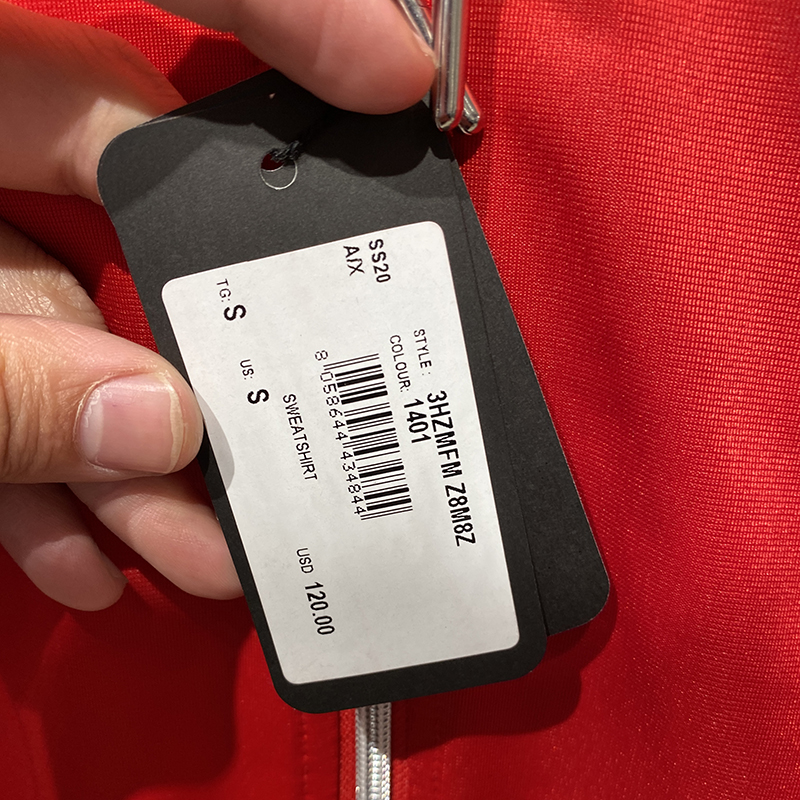 SS20
A/X
STYLE: 3HZMFM Z8M8Z
COLOUR: 1401
8 058644 434844
SWEATSHIRT
TG: S
US: S
USD 120.00